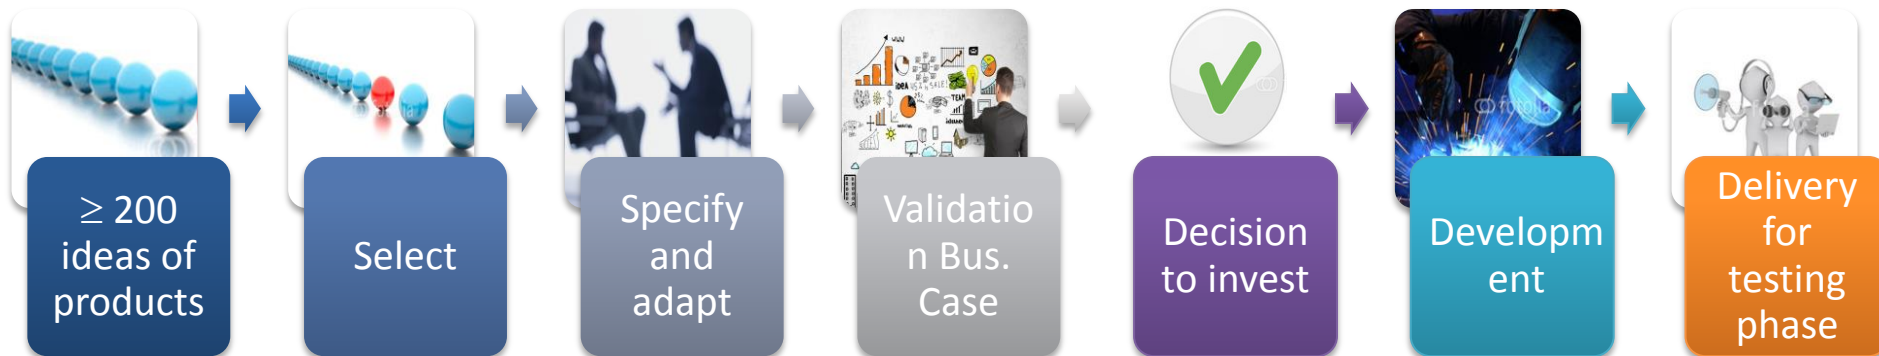 ≥ 200
ideas of
products
Select
Specify
and
adapt
Validatio
n Bus.
Case
Decision
to invest
Developm
ent
Delivery
for
testing
phase